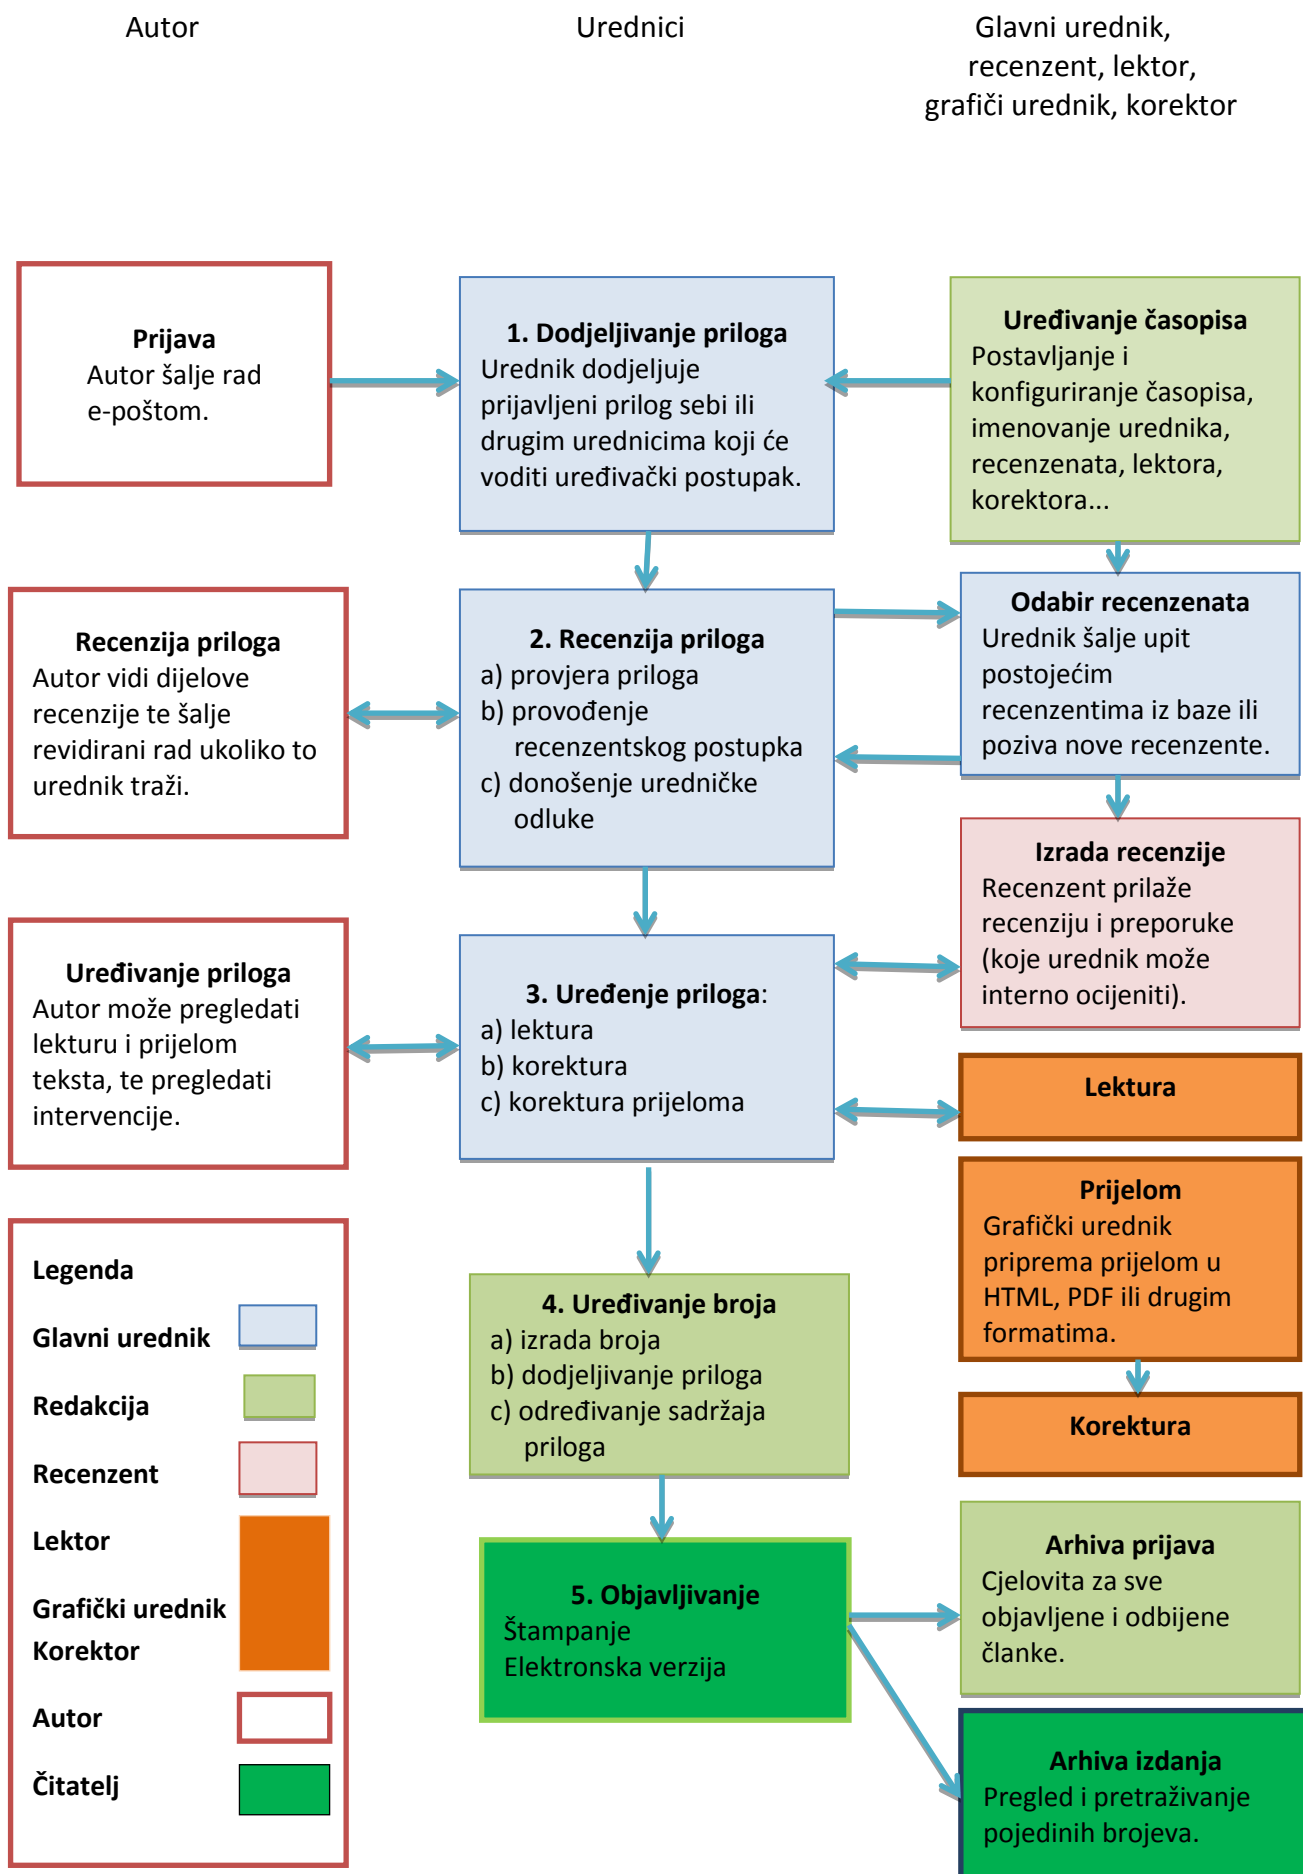 Autor
Urednici
Glavni urednik,
recenzent, lektor,
grafiči urednik, korektor
Prijava
Autor šalje rad
e-poštom.
1. Dodjeljivanje priloga
Urednik dodjeljuje
prijavljeni prilog sebi ili
drugim urednicima koji će
voditi uređivački postupak.
Uređivanje časopisa
Postavljanje i
konfiguriranje časopisa,
imenovanje urednika,
recenzenata, lektora,
korektora...
Recenzija priloga
Autor vidi dijelove
recenzije te šalje
revidirani rad ukoliko to
urednik traži.
2. Recenzija priloga
a) provjera priloga
b) provođenje
recenzentskog postupka
c) donošenje uredničke
odluke
Odabir recenzenata
Urednik šalje upit
postojećim
recenzentima iz baze ili
poziva nove recenzente.
Izrada recenzije
Recenzent prilaže
recenziju i preporuke
(koje urednik može
interno ocijeniti).
Uređivanje priloga
Autor može pregledati
lekturu i prijelom
teksta, te pregledati
intervencije.
3. Uređenje priloga:
a) lektura
b) korektura
c) korektura prijeloma
Lektura
Prijelom
Grafički urednik
priprema prijelom u
HTML, PDF ili drugim
formatima.
Korektura
Legenda
Glavni urednik
Redakcija
Recenzent
Lektor
Grafički urednik
Korektor
Autor
Čitatelj
4. Uređivanje broja
a) izrada broja
b) dodjeljivanje priloga
c) određivanje sadržaja
priloga
5. Objavljivanje
Štampanje
Elektronska verzija
Arhiva prijava
Cjelovita za sve
objavljene i odbijene
članke.
Arhiva izdanja
Pregled i pretraživanje
pojedinih brojeva.